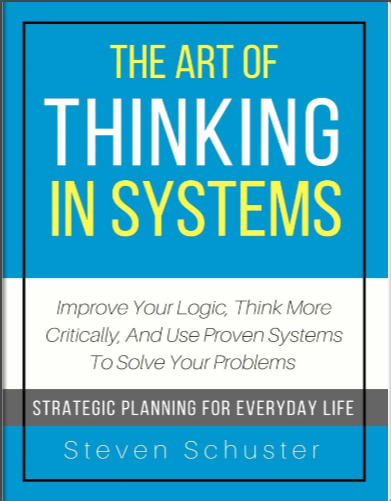 THE ART OF
THINKING
IN SYSTEMS
Improve Your Logic, Think More
Critically, And Use Proven Systems
To Solve Your Problems
STRATEGIC PLANNING FOR EVERYDAY LIFE
Steven Schuster